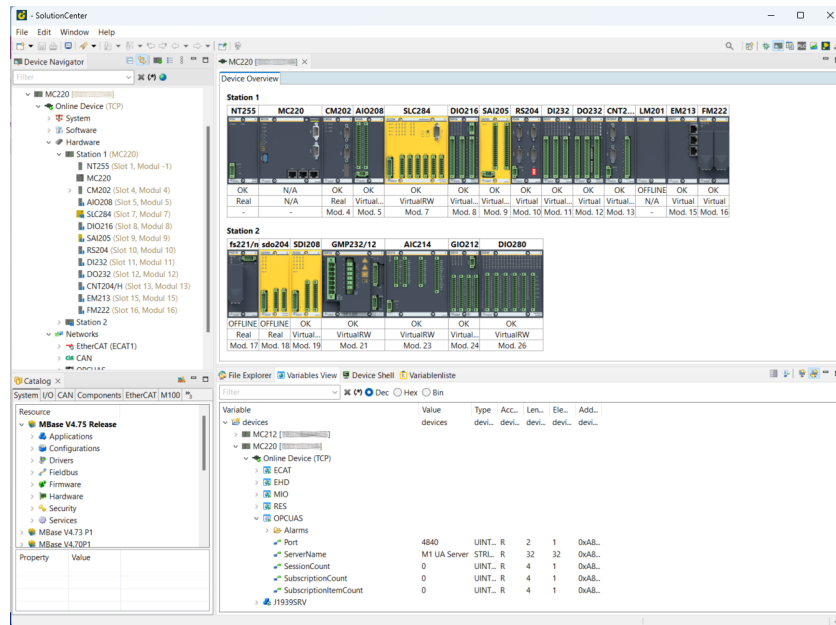 - SolutionCenter
File Edit Window Help
Device Navigator
Filter
(*)
MC220 [
Online Device (TCP)
System
Software
Hardware
Station 1 (MC220)
NT255 (Slot 1, Modul -1)
MC220
CM202 (Slot 4, Modul 4)
AIO208 (Slot 5, Modul 5)
SLC284 (Slot 7, Modul 7)
DIO216 (Slot 8, Modul 8)
SAI205 (Slot 9, Modul 9)
RS204 (Slot 10, Modul 10)
DI232 (Slot 11, Modul 11)
DO232 (Slot 12, Modul 12)
CNT204/H (Slot 13, Modul 13)
EM213 (Slot 15, Modul 15)
FM222 (Slot 16, Modul 16)
Station 2
Networks
EtherCAT (ECAT1)
CAN
OPCUAS
MC220 [ ]
Device Overview
Station 1
NT255 MC220 CM202 AIO208 SLC284 DIO216 SAI205 RS204 DI232 DO232 CNT2... LM201 EM213 FM222
OK N/A OK OK OK OK OK OK OK OK OK OFFLINE OK OK
Real N/A Real Virtual... VirtualRW Virtual... Virtual... Virtual... Virtual... Virtual... Virtual... N/A Virtual Virtual
- - Mod. 4 Mod. 5 Mod. 7 Mod. 8 Mod. 9 Mod. 10 Mod. 11 Mod. 12 Mod. 13 - Mod. 15 Mod. 16
Station 2
fs221/n sdo204 SDI208 GMP232/12 AIC214 GIO212 DIO280
OFFLINE OFFLINE OK OK OK OK OK
Real Real Virtual... VirtualRW VirtualRW Virtual... VirtualRW
Mod. 17 Mod. 18 Mod. 19 Mod. 21 Mod. 23 Mod. 24 Mod. 26
Catalog
System I/O CAN Components EtherCAT M100
Resource
MBase V4.75 Release
Applications
Configurations
Drivers
Fieldbus
Firmware
Hardware
Security
Services
MBase V4.73 P1
MBase V4.70P1
Property Value
File Explorer Variables View Device Shell Variablenliste
Filter (*) Dec Hex Bin
Variable Value Type Acc... Len... Ele... Add...
devices devices devi... devi... devi... devi... devi...
MC212 [ ]
MC220 [ ]
Online Device (TCP)
ECAT
EHD
MIO
RES
OPCUAS
Alarms
Port 4840 UINT... R 2 1 0xA8...
ServerName M1 UA Server STRI... R 32 32 0xA8...
SessionCount 0 UINT... R 4 1 0xA8...
SubscriptionCount 0 UINT... R 4 1 0xA8...
SubscriptionItemCount 0 UINT... R 4 1 0xA8...
J1939SRV